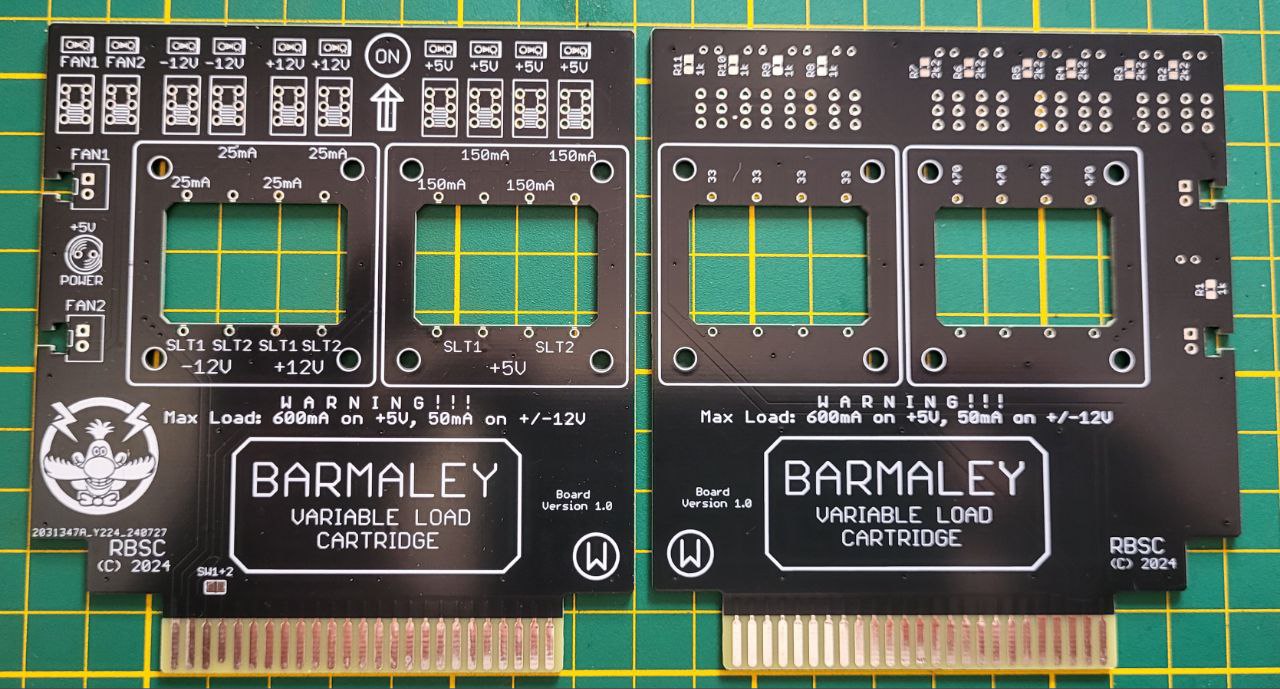 FAN1 FAN2 -12V -12V +12V +12V ON +5V +5V +5V +5V
FAN1
25mA 25mA 150mA 150mA
25mA 25mA 150mA 150mA
+5V
POWER
FAN2
SLT1 SLT2 SLT1 SLT2 SLT1 SLT2
-12V +12V +5V
WARNING!!!
Max Load: 600mA on +5V, 50mA on +/-12V
BARMALEY
VARIABLE LOAD
CARTRIDGE
Board
Version 1.0
2031347A_Y224_240727
RBSC
(C) 2024
W
SW1+2
R11 1k R10 1k R9 1k R8 1k R7 2k2 R6 2k2 R5 2k2 R4 2k2 R3 2k2 R2 2k2
33 33 33 33 470 470 470 470
R1 1k
WARNING!!!
Max Load: 600mA on +5V, 50mA on +/-12V
Board
Version 1.0
BARMALEY
VARIABLE LOAD
CARTRIDGE
W
RBSC
(C) 2024